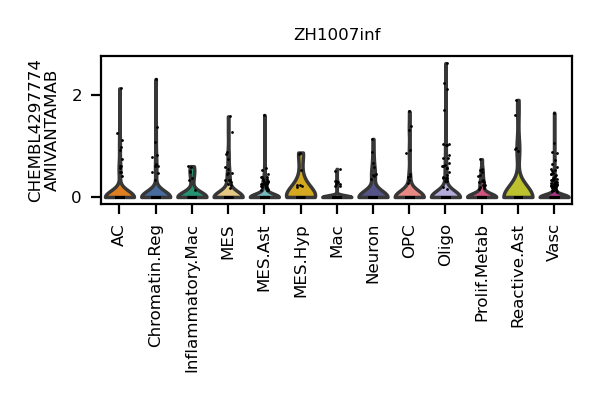 ZH1007inf
CHEMBL4297774
AMIVANTAMAB
2
0
AC
Chromatin.Reg
Inflammatory.Mac
MES
MES.Ast
MES.Hyp
Mac
Neuron
OPC
Oligo
Prolif.Metab
Reactive.Ast
Vasc